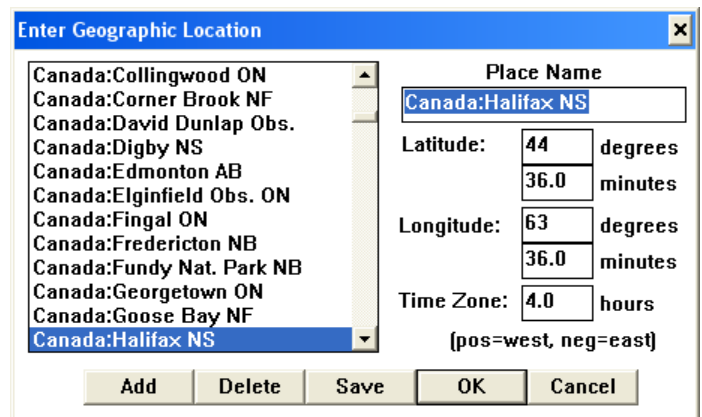 Enter Geographic Location
Canada:Collingwood ON
Canada:Corner Brook NF
Canada:David Dunlap Obs.
Canada:Digby NS
Canada:Edmonton AB
Canada:Elginfield Obs. ON
Canada:Fingal ON
Canada:Fredericton NB
Canada:Fundy Nat. Park NB
Canada:Georgetown ON
Canada:Goose Bay NF
Canada:Halifax NS
Place Name
Canada:Halifax NS
Latitude: 44 degrees
36.0 minutes
Longitude: 63 degrees
36.0 minutes
Time Zone: 4.0 hours
(pos=west, neg=east)
Add Delete Save OK Cancel